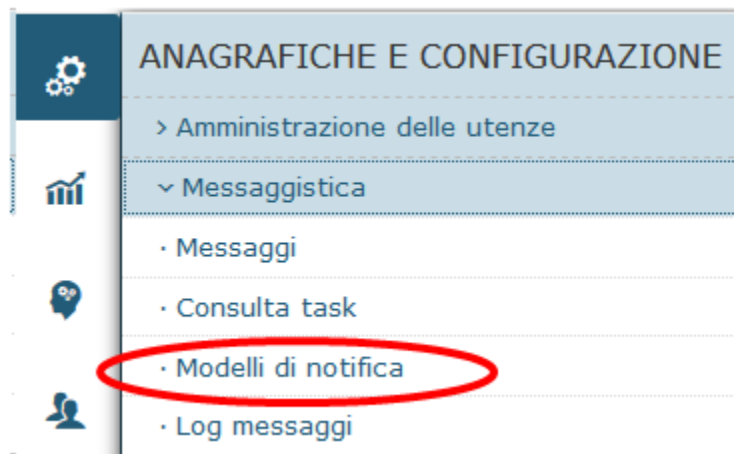 ANAGRAFICHE E CONFIGURAZIONE
> Amministrazione delle utenze
˅ Messaggistica
· Messaggi
· Consulta task
· Modelli di notifica
· Log messaggi